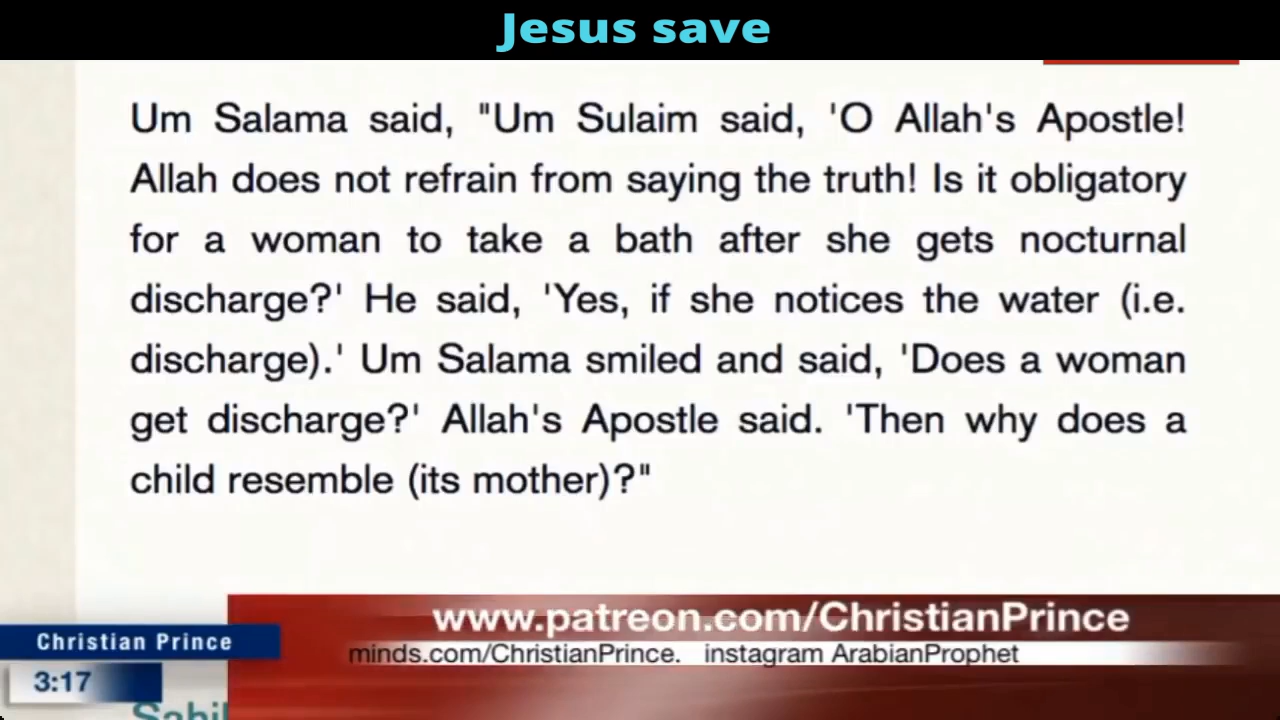 Jesus save
Um Salama said, "Um Sulaim said, 'O Allah's Apostle!
Allah does not refrain from saying the truth! Is it obligatory
for a woman to take a bath after she gets nocturnal
discharge?' He said, 'Yes, if she notices the water (i.e.
discharge).' Um Salama smiled and said, 'Does a woman
get discharge?' Allah's Apostle said. 'Then why does a
child resemble (its mother)?"
www.patreon.com/ChristianPrince
Christian Prince
minds.com/ChristianPrince. instagram ArabianProphet
3:17